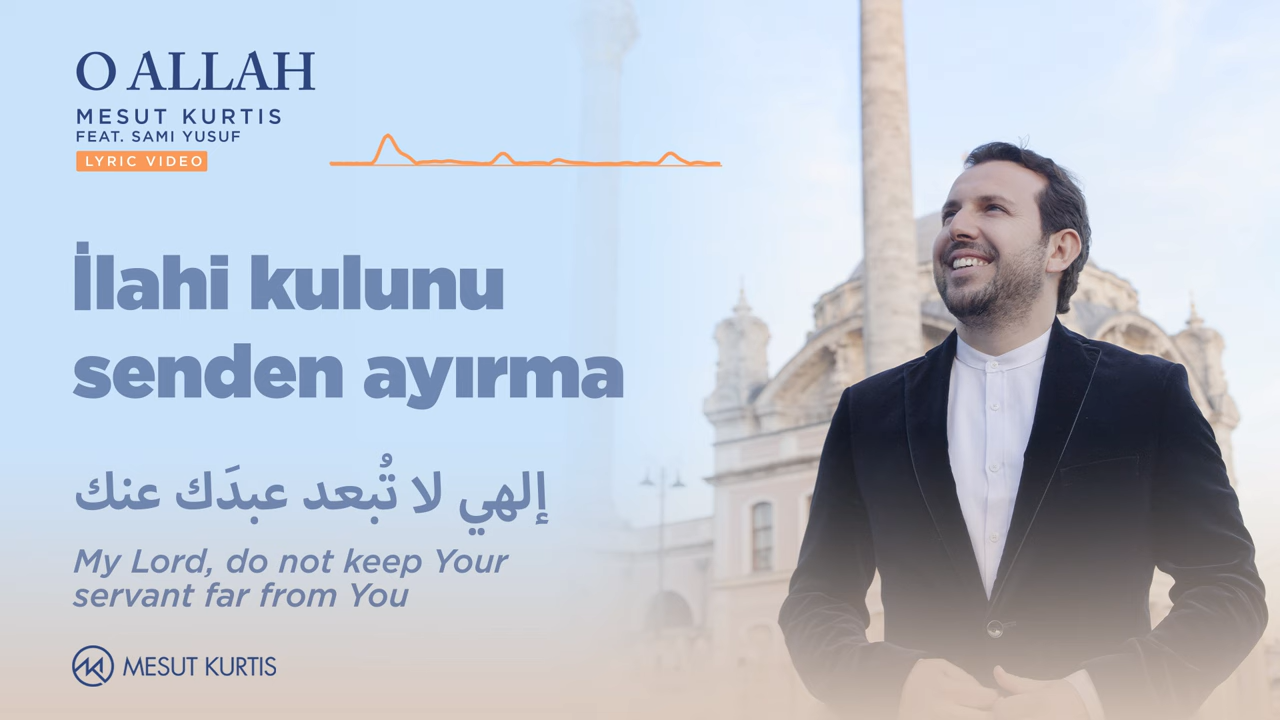 O ALLAH
MESUT KURTIS
FEAT. SAMI YUSUF
LYRIC VIDEO
İlahi kulunu
senden ayırma
إلهي لا تُبعد عبدَك عنك
My Lord, do not keep Your
servant far from You
MESUT KURTIS